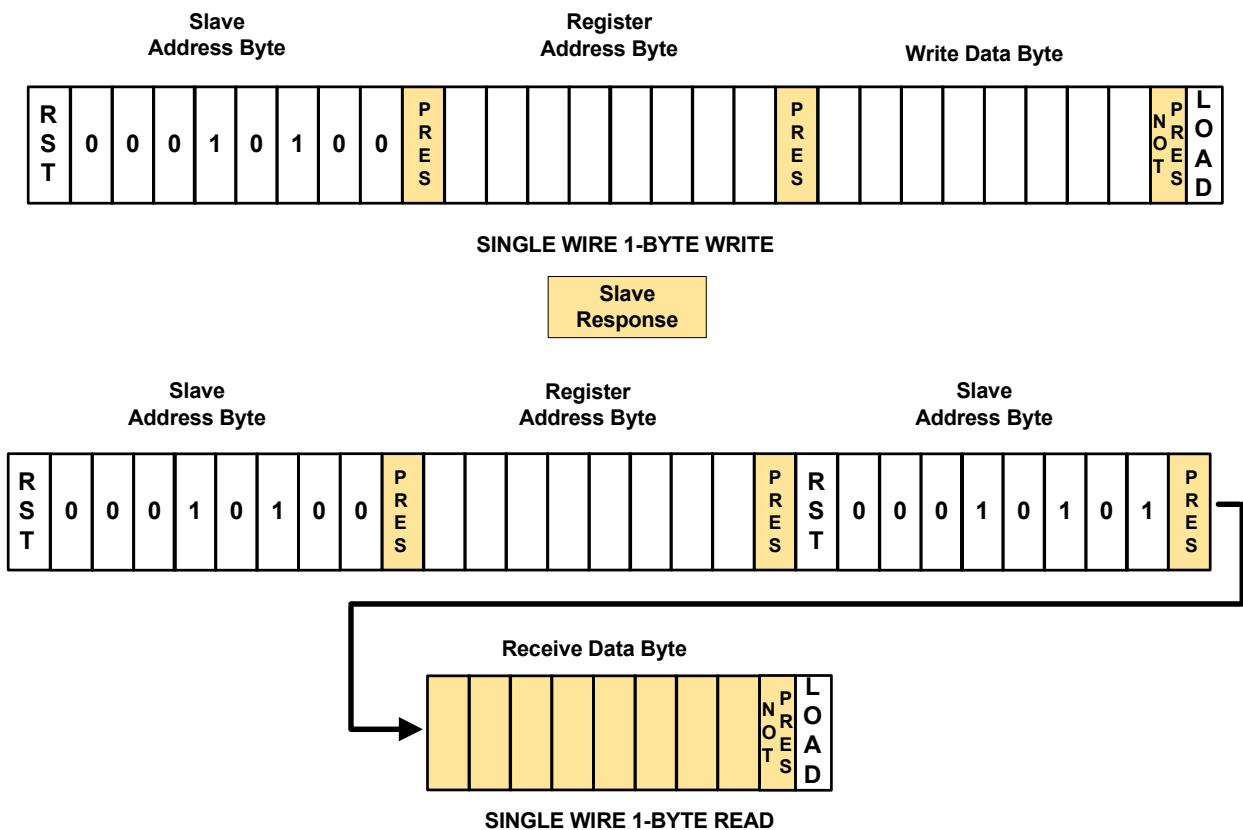 Slave
Address Byte
Register
Address Byte
Write Data Byte
RST 0 0 0 1 0 1 0 0 PRES PRES NOT PRES LOAD
SINGLE WIRE 1-BYTE WRITE
Slave
Response
Slave
Address Byte
Register
Address Byte
Slave
Address Byte
RST 0 0 0 1 0 1 0 0 PRES PRES RST 0 0 0 1 0 1 0 1 PRES
Receive Data Byte
NOT PRES LOAD
SINGLE WIRE 1-BYTE READ